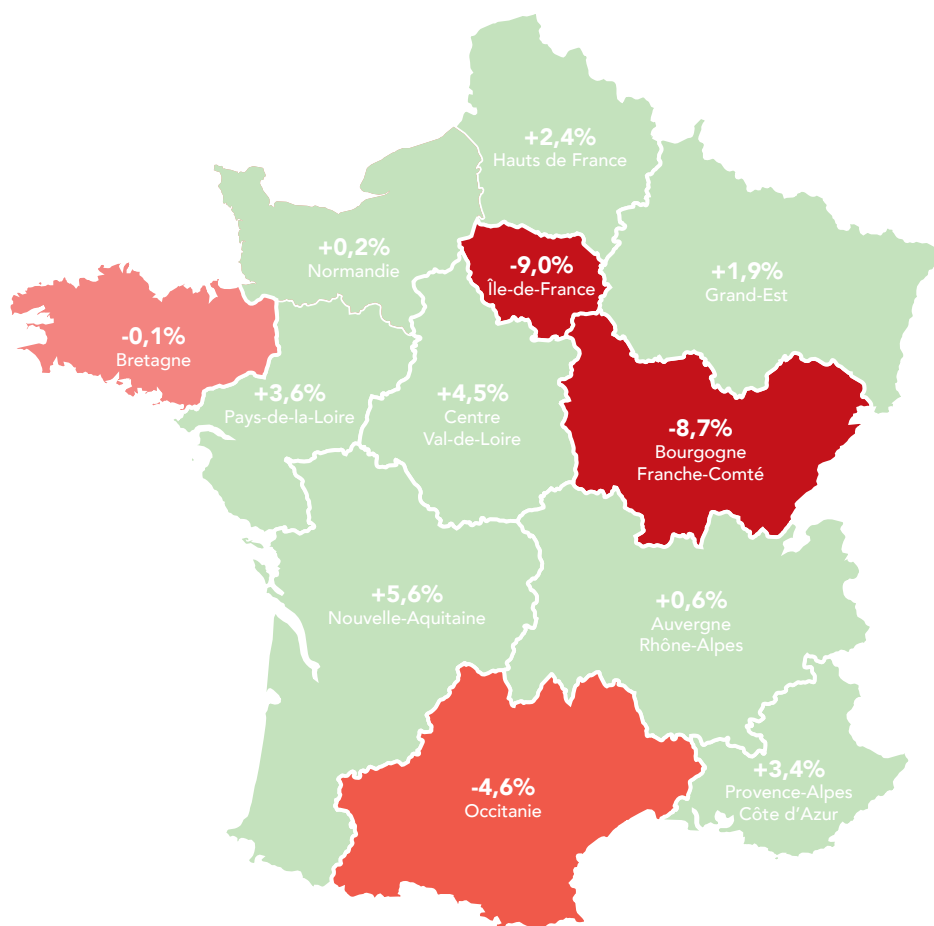 +2,4%
Hauts de France
+0,2%
Normandie
-9,0%
Île-de-France
+1,9%
Grand-Est
-0,1%
Bretagne
+3,6%
Pays-de-la-Loire
+4,5%
Centre
Val-de-Loire
-8,7%
Bourgogne
Franche-Comté
+5,6%
Nouvelle-Aquitaine
+0,6%
Auvergne
Rhône-Alpes
-4,6%
Occitanie
+3,4%
Provence-Alpes
Côte d'Azur